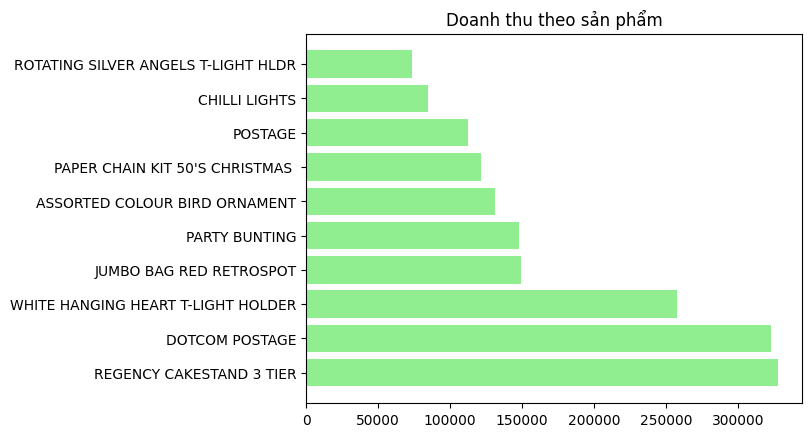 Doanh thu theo sản phẩm
ROTATING SILVER ANGELS T-LIGHT HLDR
CHILLI LIGHTS
POSTAGE
PAPER CHAIN KIT 50'S CHRISTMAS
ASSORTED COLOUR BIRD ORNAMENT
PARTY BUNTING
JUMBO BAG RED RETROSPOT
WHITE HANGING HEART T-LIGHT HOLDER
DOTCOM POSTAGE
REGENCY CAKESTAND 3 TIER
0 50000 100000 150000 200000 250000 300000